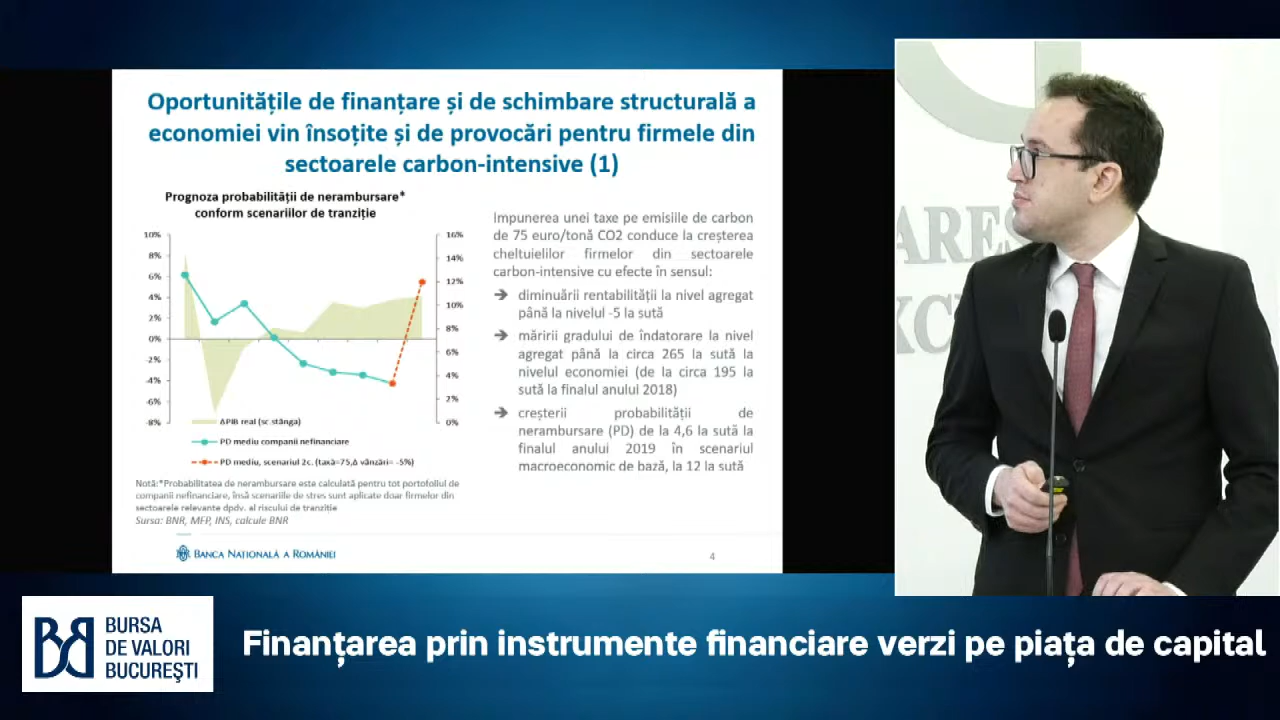 Oportunitățile de finanțare și de schimbare structurală a
economiei vin însoțite și de provocări pentru firmele din
sectoarele carbon-intensive (1)
Prognoza probabilității de nerambursare*
conform scenariilor de tranziție
10%
8%
6%
4%
2%
0%
-2%
-4%
-6%
-8%
16%
14%
12%
10%
8%
6%
4%
2%
0%
ΔPIB real (sc.stânga)
PD mediu companii nefinanciare
PD mediu, scenariul 2c. (taxă=75,Δ vânzări= -5%)
Notă:*Probabilitatea de nerambursare este calculată pentru tot portofoliul de
companii nefinanciare, însă scenariile de stres sunt aplicate doar firmelor din
sectoarele relevante dpdv. al riscului de tranziție
Sursa: BNR, MFP, INS, calcule BNR
Impunerea unei taxe pe emisiile de carbon
de 75 euro/tonă CO2 conduce la creșterea
cheltuielilor firmelor din sectoarele
carbon-intensive cu efecte în sensul:
➔ diminuării rentabilității la nivel agregat
până la nivelul -5 la sută
➔ măririi gradului de îndatorare la nivel
agregat până la circa 265 la sută la
nivelul economiei (de la circa 195 la
sută la finalul anului 2018)
➔ creșterii probabilității de
nerambursare (PD) de la 4,6 la sută la
finalul anului 2019 în scenariul
macroeconomic de bază, la 12 la sută
BANCA NAȚIONALĂ A ROMÂNIEI
4
BURSA
DE VALORI
BUCUREȘTI
Finanțarea prin instrumente financiare verzi pe piața de capital